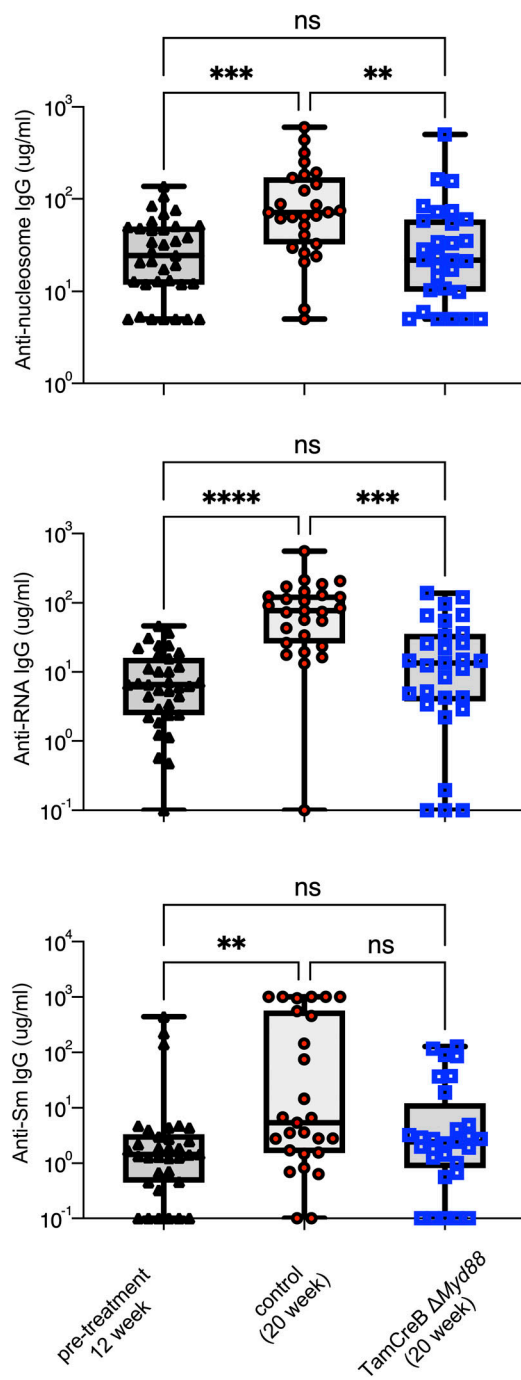 ns
*** **
Anti-nucleosome IgG (ug/ml)
10³
10²
10¹
10⁰
ns
**** ***
Anti-RNA IgG (ug/ml)
10³
10²
10¹
10⁰
10⁻¹
ns
** ns
Anti-Sm IgG (ug/ml)
10⁴
10³
10²
10¹
10⁰
10⁻¹
pre-treatment
12 week
control
(20 week)
TamCreB ΔMyd88
(20 week)